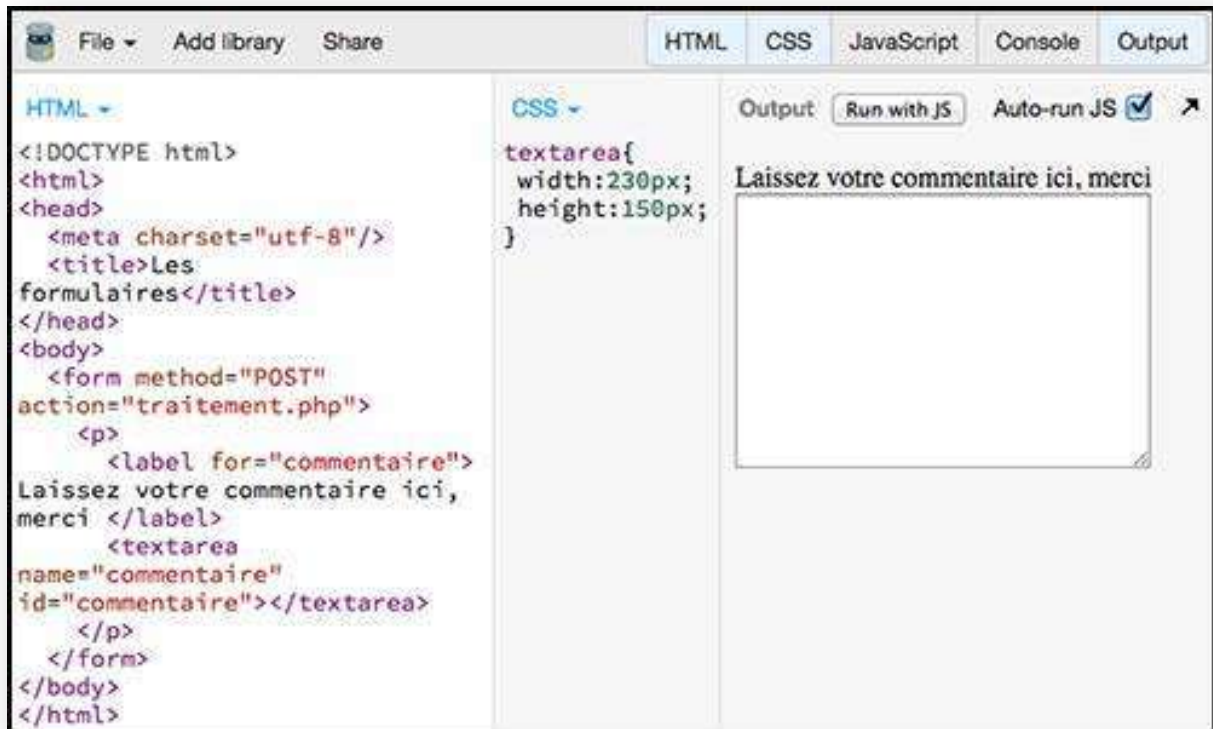 File Add library Share HTML CSS JavaScript Console Output
HTML
<!DOCTYPE html>
<html>
<head>
<meta charset="utf-8"/>
<title>Les
formulaires</title>
</head>
<body>
<form method="POST"
action="traitement.php">
<p>
<label for="commentaire">
Laissez votre commentaire ici,
merci </label>
<textarea
name="commentaire"
id="commentaire"></textarea>
</p>
</form>
</body>
</html>
CSS
textarea{
width:230px;
height:150px;
}
Output Run with JS Auto-run JS
Laissez votre commentaire ici, merci